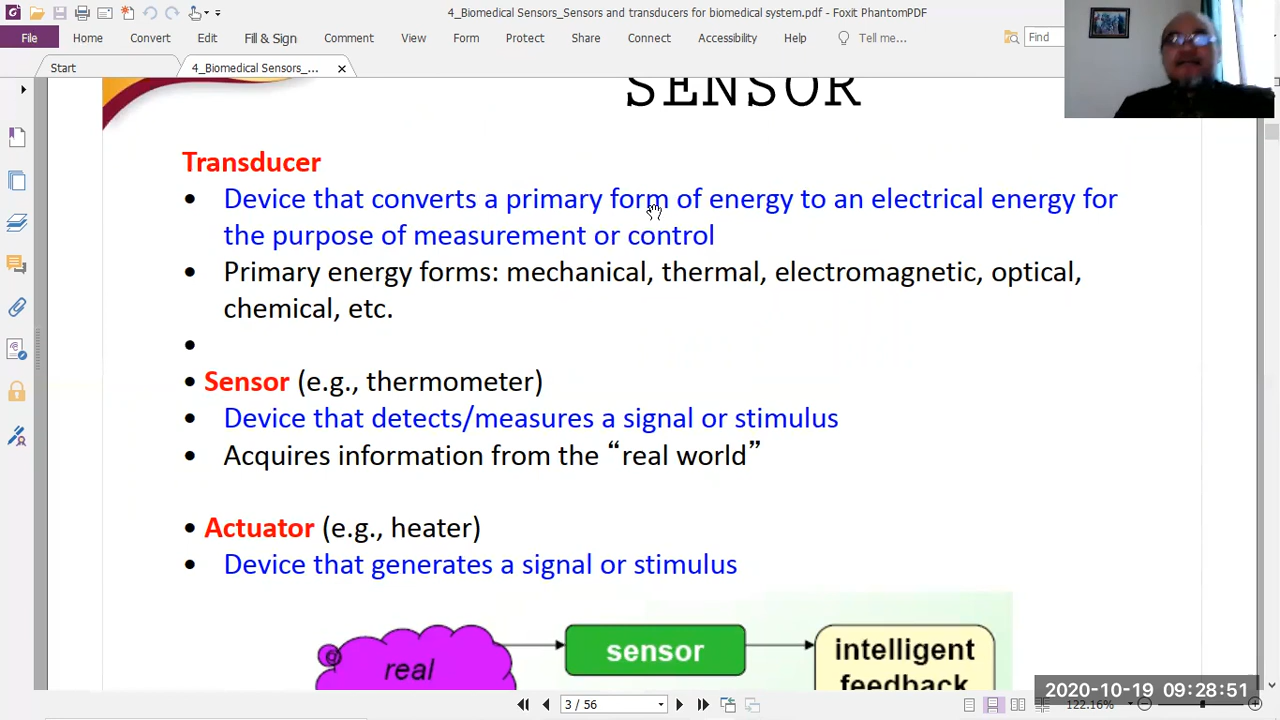 4_Biomedical Sensors_Sensors and transducers for biomedical system.pdf - Foxit PhantomPDF
File Home Convert Edit Fill & Sign Comment View Form Protect Share Connect Accessibility Help Tell me... Find
Start 4_Biomedical Sensors_...
SENSOR
Transducer
• Device that converts a primary form of energy to an electrical energy for
the purpose of measurement or control
• Primary energy forms: mechanical, thermal, electromagnetic, optical,
chemical, etc.
•
• Sensor (e.g., thermometer)
• Device that detects/measures a signal or stimulus
• Acquires information from the “real world”
• Actuator (e.g., heater)
• Device that generates a signal or stimulus
real
sensor
intelligent
feedback
2020-10-19 09:28:51
3 / 56
122.16%